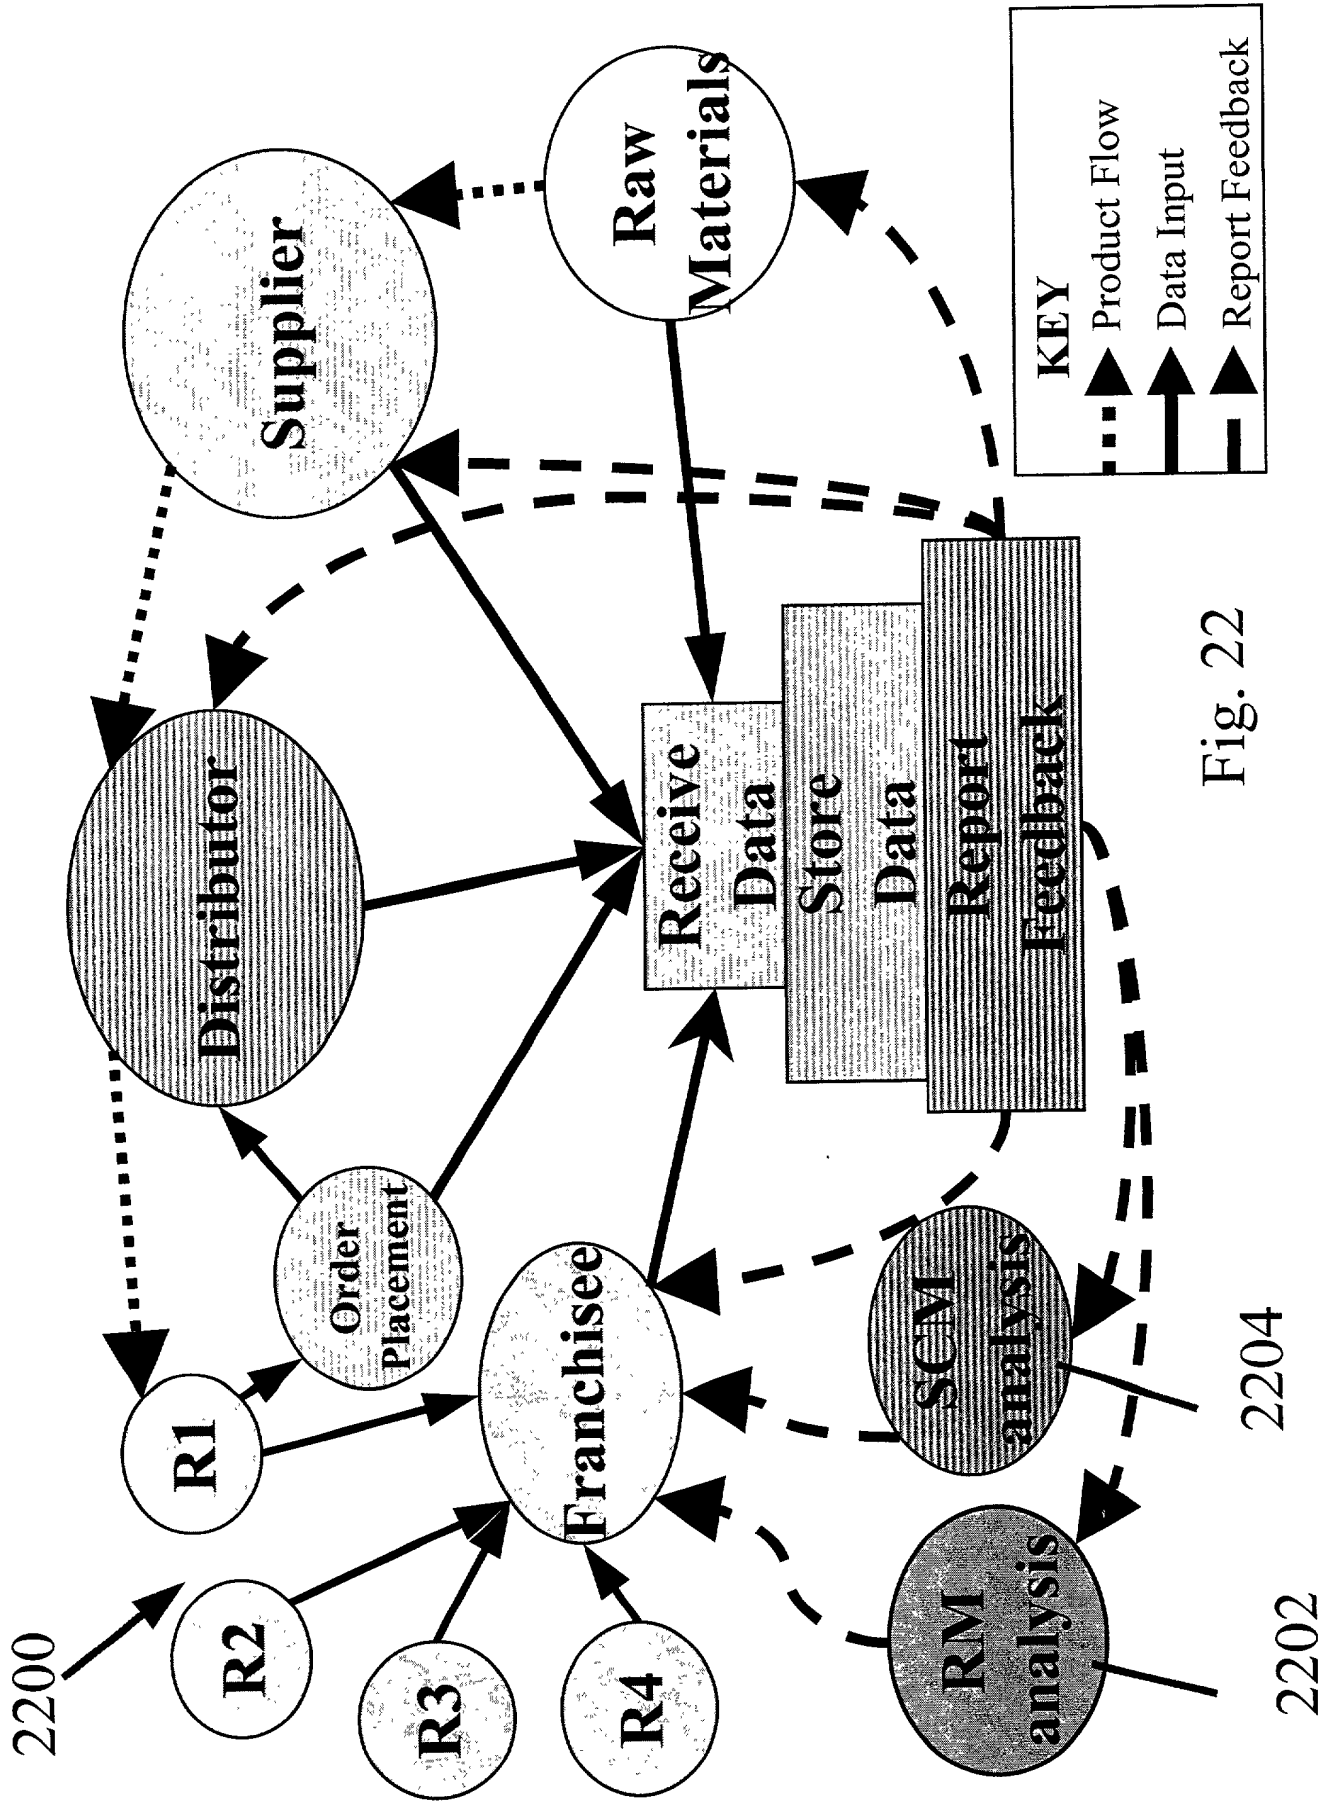 2200
R1
R2
R3
R4
Order
Placement
Distributor
Supplier
Raw
Materials
Franchisee
Receive
Data
Store
Data
Report
Feedback
RM
analysis
SCM
analysis
2202
2204
Fig. 22
KEY
Product Flow
Data Input
Report Feedback